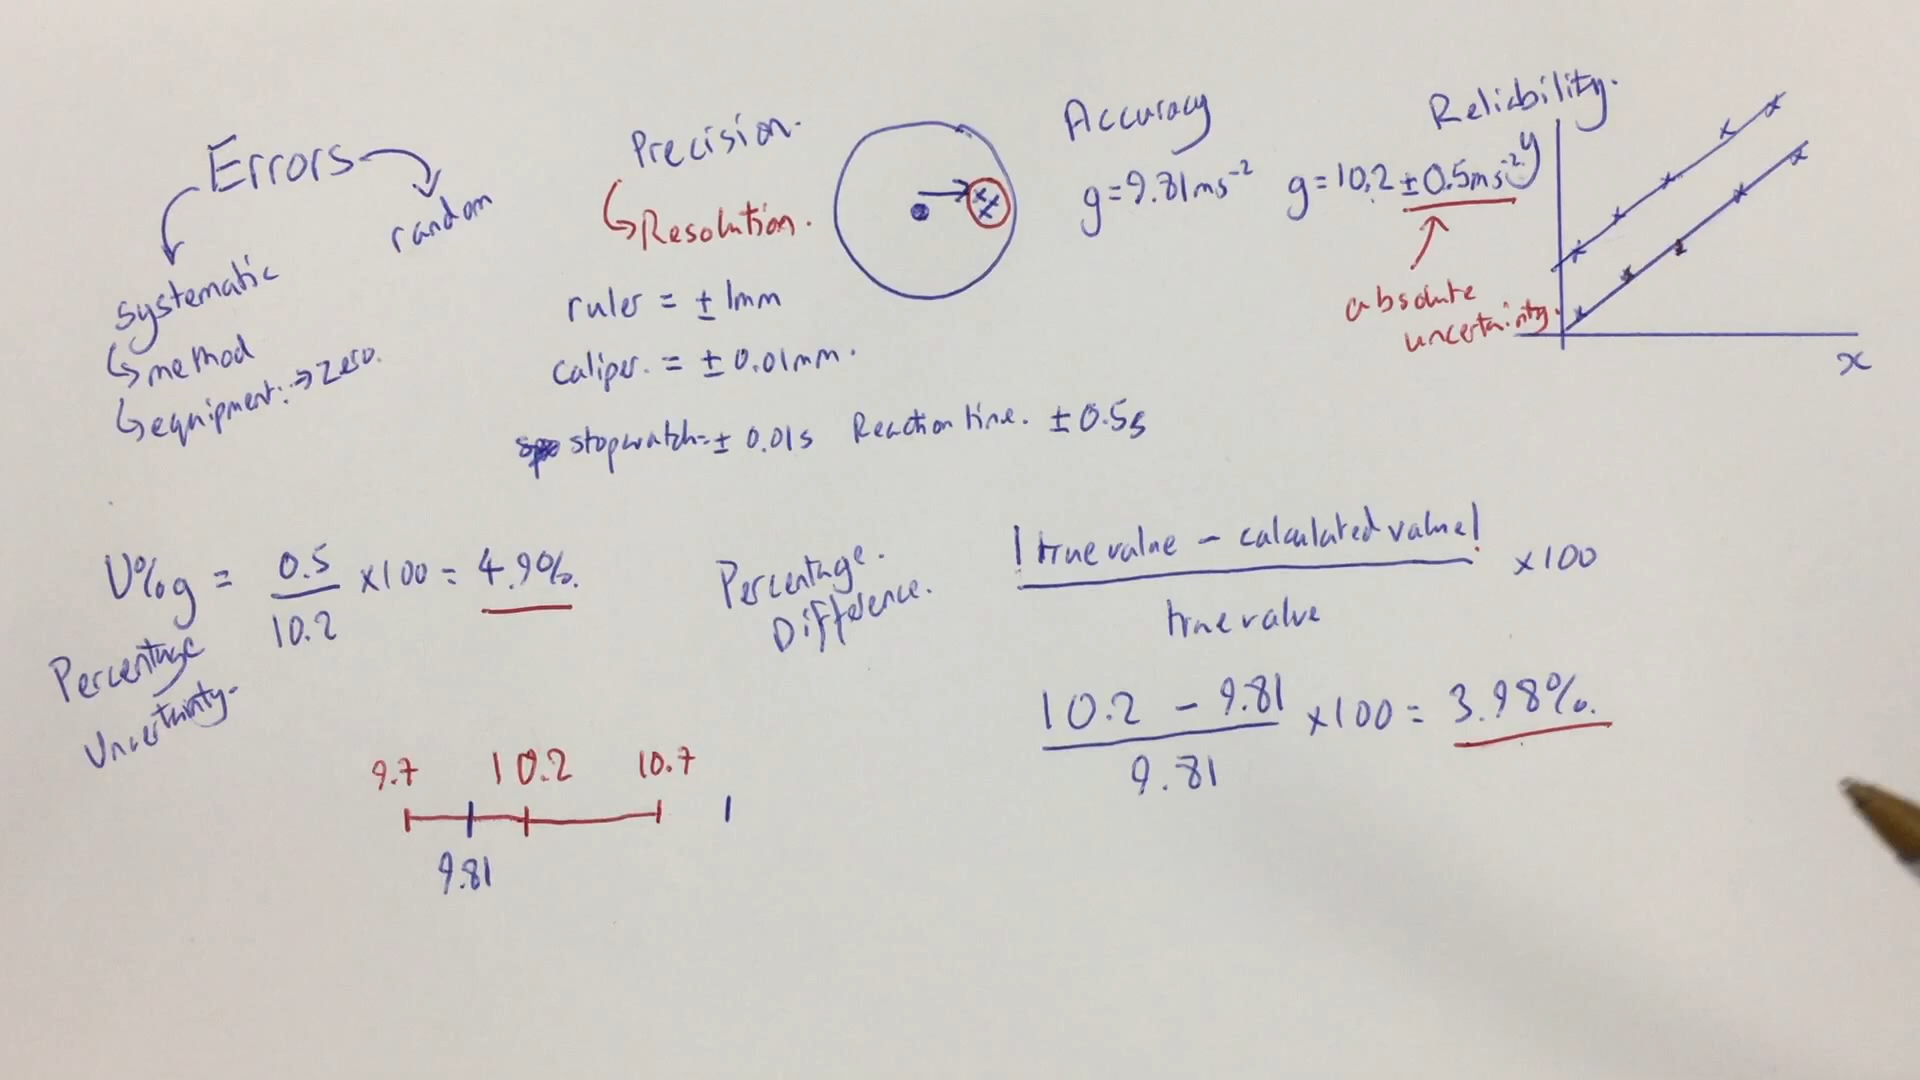 Errors
random
systematic
method
equipment: → zero.
Precision.
Resolution.
ruler = ± 1mm
caliper. = ± 0.01mm.
stopwatch = ± 0.01s Reaction time. ± 0.5s
Accuracy
g = 9.81ms⁻²
Reliability.
g = 10.2 ± 0.5ms⁻²
absolute
uncertainty.
y
x
U%g = 0.5/10.2 ×100 = 4.9%.
Percentage
Uncertainty.
9.7 10.2 10.7
9.81
Percentage.
Difference.
|true value - calculated value|
×100
true value
10.2 - 9.81
×100 = 3.98%.
9.81